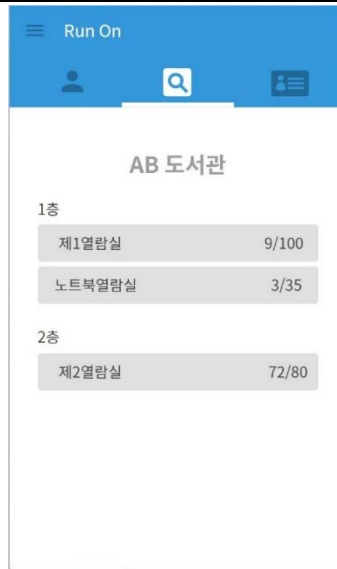 Run On
AB 도서관
1층
제1열람실 9/100
노트북열람실 3/35
2층
제2열람실 72/80